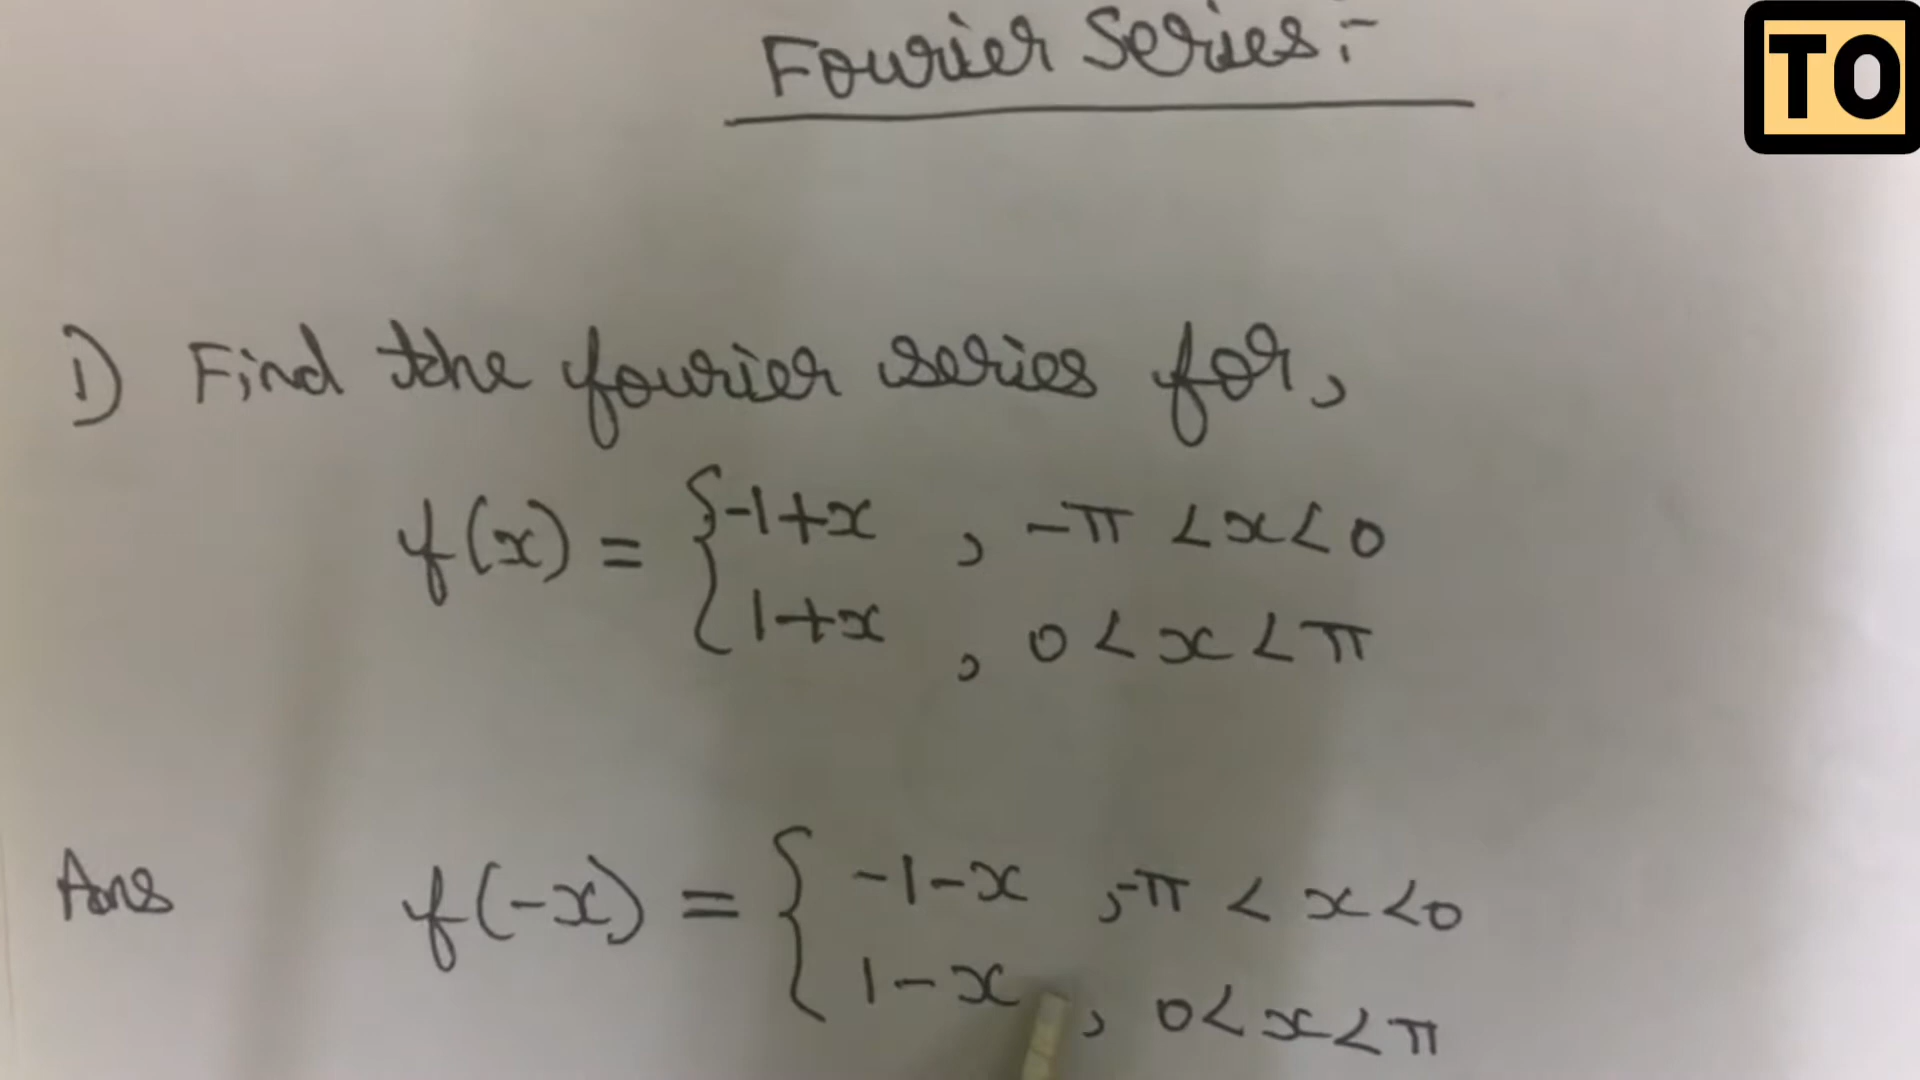 Fourier Series:-
TO
1) Find the fourier series for,
f(x) = { -1+x , -π < x < 0
1+x , 0 < x < π
Ans f(-x) = { -1-x , -π < x < 0
1-x , 0 < x < π